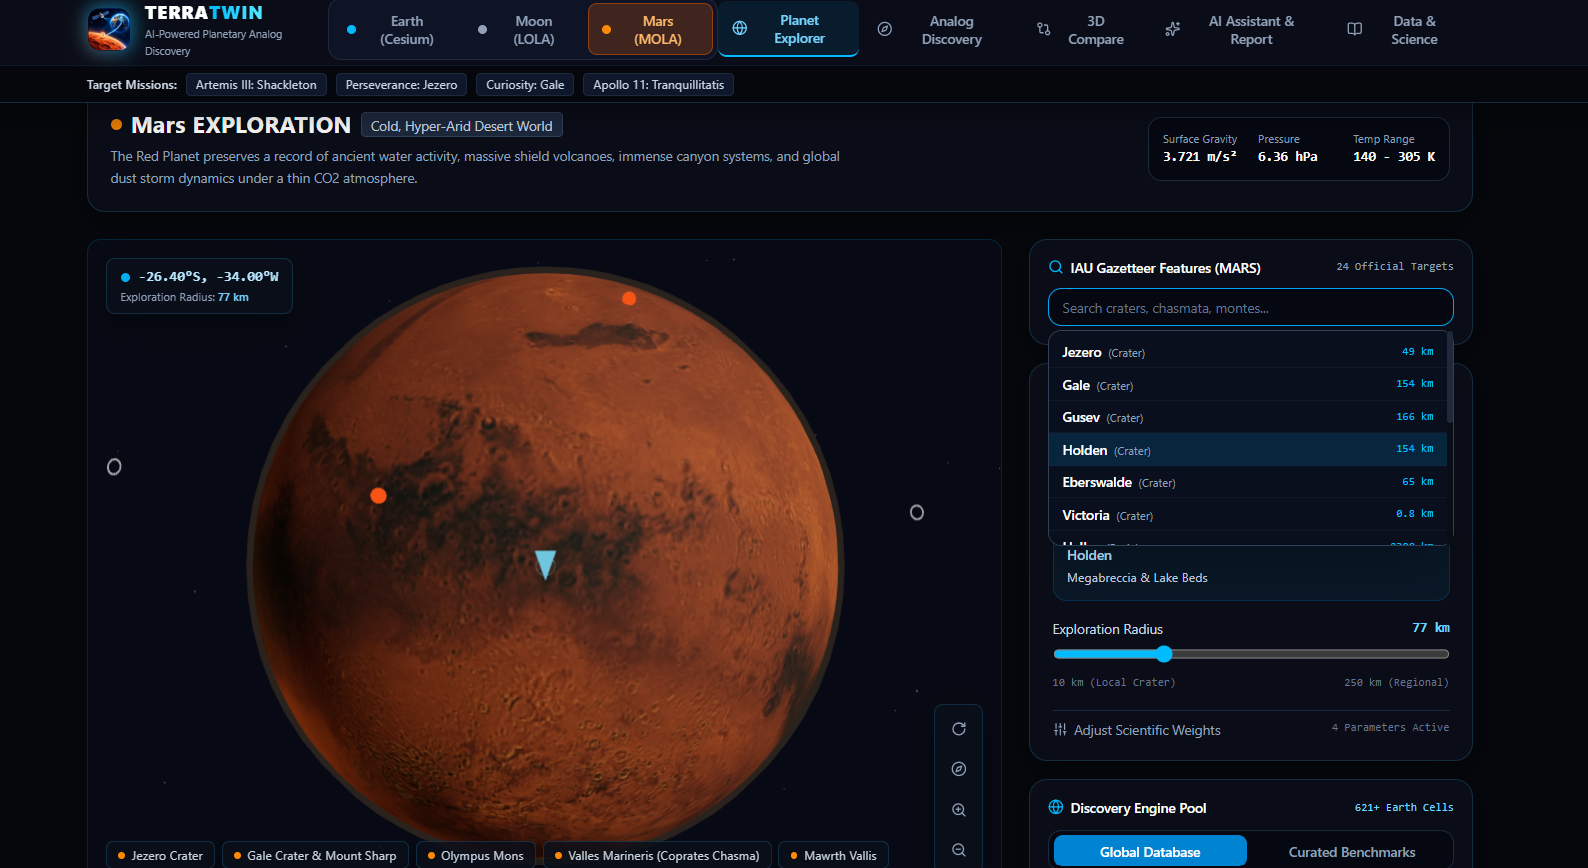 TERRATWIN
AI-Powered Planetary Analog
Discovery
Earth
(Cesium)
Moon
(LOLA)
Mars
(MOLA)
Planet
Explorer
Analog
Discovery
3D
Compare
AI Assistant &
Report
Data &
Science
Target Missions:
Artemis III: Shackleton
Perseverance: Jezero
Curiosity: Gale
Apollo 11: Tranquillitatis
Mars EXPLORATION
Cold, Hyper-Arid Desert World
The Red Planet preserves a record of ancient water activity, massive shield volcanoes, immense canyon systems, and global
dust storm dynamics under a thin CO2 atmosphere.
Surface Gravity
3.721 m/s²
Pressure
6.36 hPa
Temp Range
140 - 305 K
-26.40°S, -34.00°W
Exploration Radius: 77 km
IAU Gazetteer Features (MARS)
24 Official Targets
Search craters, chasmata, montes...
Jezero (Crater) 49 km
Gale (Crater) 154 km
Gusev (Crater) 166 km
Holden (Crater) 154 km
Eberswalde (Crater) 65 km
Victoria (Crater) 0.8 km
Holden
Megabreccia & Lake Beds
Exploration Radius
77 km
10 km (Local Crater)
250 km (Regional)
Adjust Scientific Weights
4 Parameters Active
Discovery Engine Pool
621+ Earth Cells
Global Database
Curated Benchmarks
Jezero Crater
Gale Crater & Mount Sharp
Olympus Mons
Valles Marineris (Coprates Chasma)
Mawrth Vallis